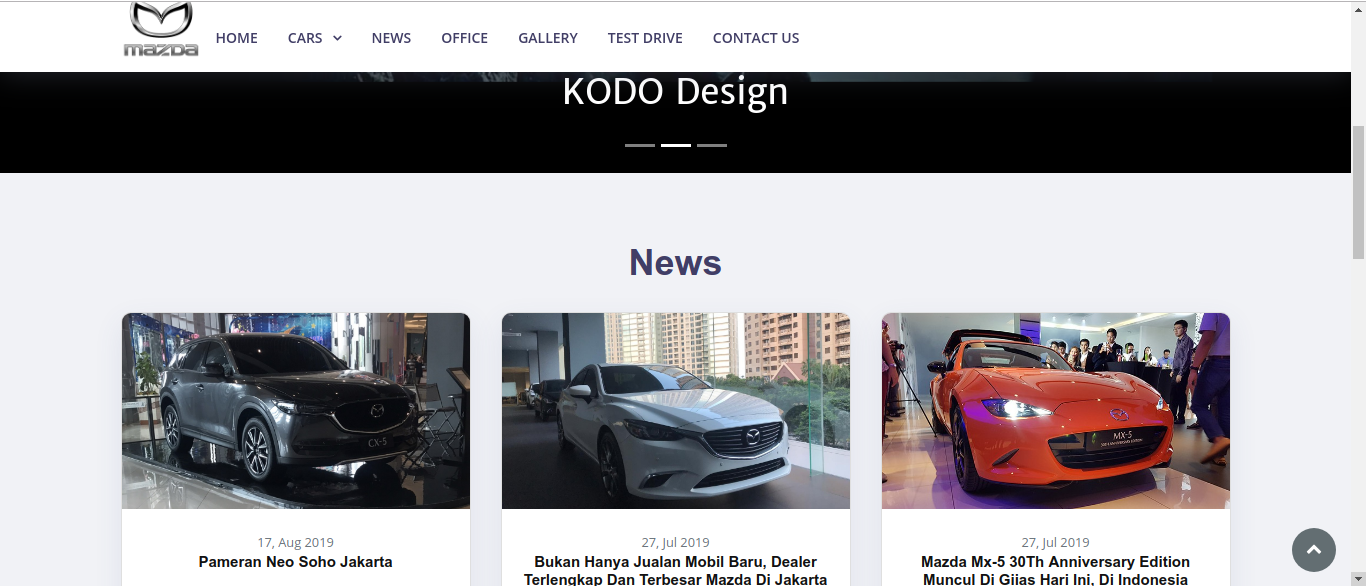 mazda
HOME CARS NEWS OFFICE GALLERY TEST DRIVE CONTACT US
KODO Design
News
CX-5
MX-5
17, Aug 2019
27, Jul 2019
27, Jul 2019
Pameran Neo Soho Jakarta
Bukan Hanya Jualan Mobil Baru, Dealer
Terlengkap Dan Terbesar Mazda Di Jakarta
Mazda Mx-5 30Th Anniversary Edition
Muncul Di Giias Hari Ini, Di Indonesia